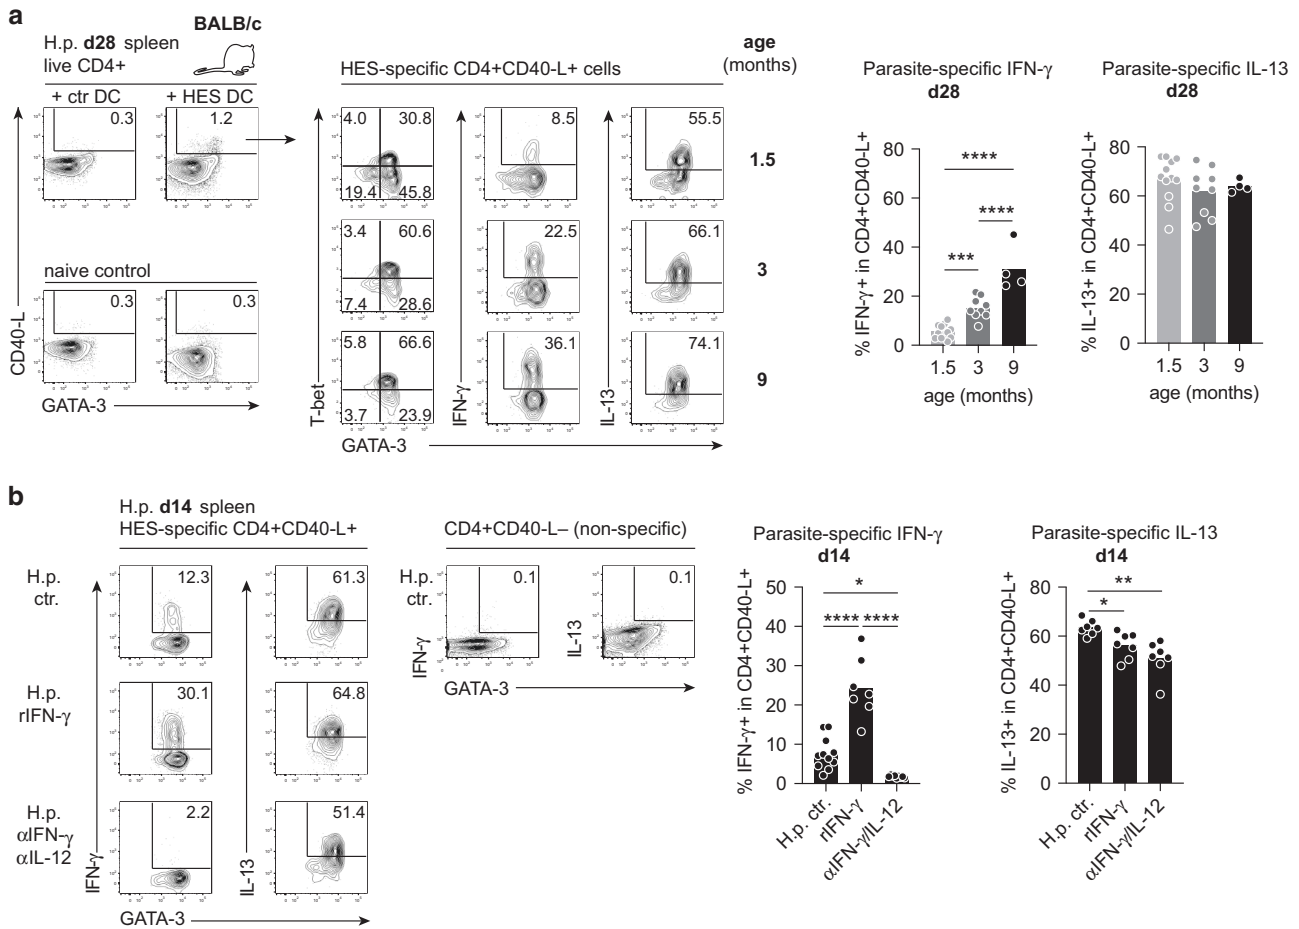 a
BALB/c
H.p. d28 spleen
live CD4+
+ ctr DC
+ HES DC
0.3
1.2
naive control
0.3
0.3
CD40-L
GATA-3
HES-specific CD4+CD40-L+ cells
age
(months)
4.0 30.8
19.4 45.8
8.5
55.5
1.5
3.4 60.6
7.4 28.6
22.5
66.1
3
5.8 66.6
3.7 23.9
36.1
74.1
9
T-bet
IFN-γ
IL-13
GATA-3
Parasite-specific IFN-γ
d28
% IFN-γ+ in CD4+CD40-L+
80
60
40
20
0
****
****
***
1.5 3 9
age (months)
Parasite-specific IL-13
d28
% IL-13+ in CD4+CD40-L+
80
60
40
20
0
1.5 3 9
age (months)
b
H.p. d14 spleen
HES-specific CD4+CD40-L+
H.p.
ctr.
12.3
61.3
H.p.
rIFN-γ
30.1
64.8
H.p.
αIFN-γ
αIL-12
2.2
51.4
IFN-γ
IL-13
GATA-3
CD4+CD40-L– (non-specific)
H.p.
ctr.
0.1
0.1
IFN-γ
IL-13
GATA-3
Parasite-specific IFN-γ
d14
% IFN-γ+ in CD4+CD40-L+
50
40
30
20
10
0
*
**** ****
H.p. ctr.
rIFN-γ
αIFN-γ/IL-12
Parasite-specific IL-13
d14
% IL-13+ in CD4+CD40-L+
80
60
40
20
0
**
*
H.p. ctr.
rIFN-γ
αIFN-γ/IL-12